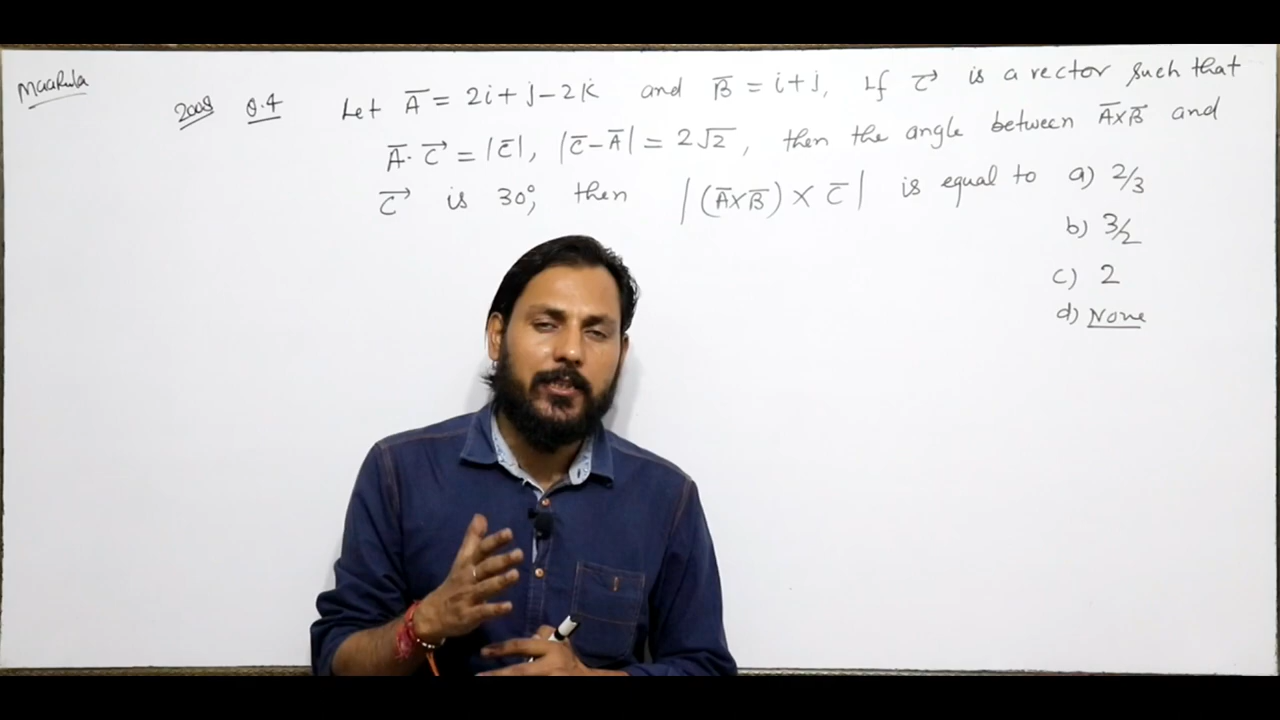 Maarula
2008 Q.4 Let A̅ = 2i + j - 2k and B̅ = i + j, If C⃗ is a vector such that
A̅. C⃗ = |C̅|, |C̅ - A̅| = 2√2, then the angle between A̅×B̅ and
C⃗ is 30°, then |(A̅×B̅) × C̅| is equal to a) 2/3
b) 3/2
c) 2
d) None